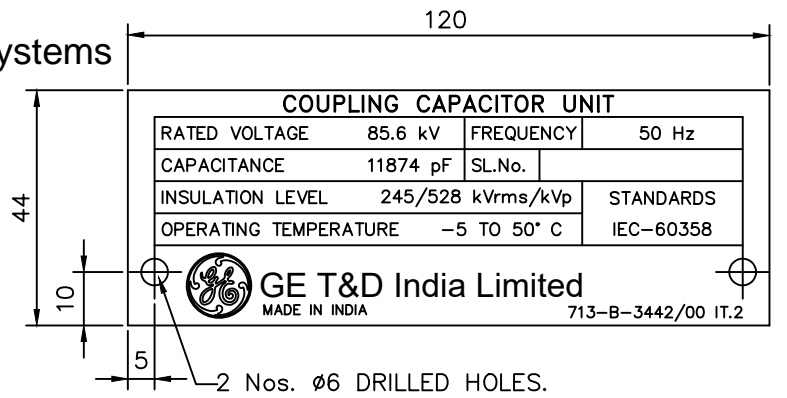 120
ystems
COUPLING CAPACITOR UNIT
RATED VOLTAGE 85.6 kV FREQUENCY 50 Hz
CAPACITANCE 11874 pF SL.No.
INSULATION LEVEL 245/528 kVrms/kVp STANDARDS
OPERATING TEMPERATURE -5 TO 50° C IEC-60358
44
10
GE GE T&D India Limited
MADE IN INDIA 713-B-3442/00 IT.2
5
2 Nos. ø6 DRILLED HOLES.